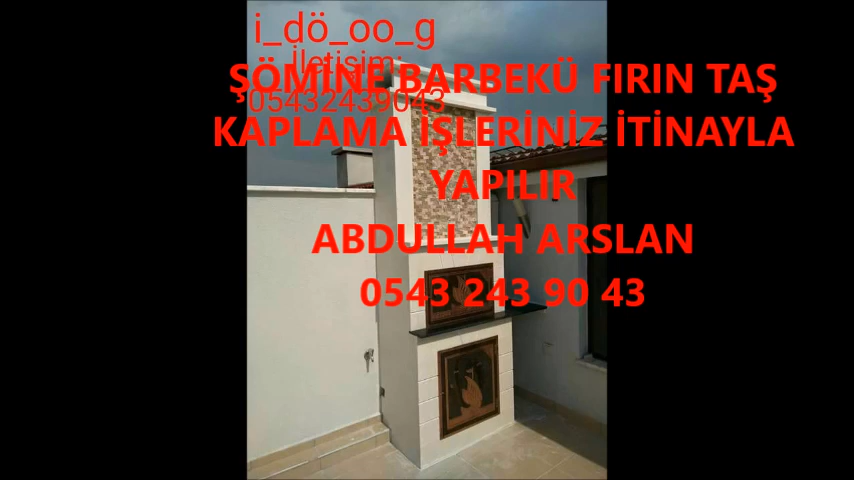 i_dö_oo_g
İletişim:
05432439043
ŞÖMİNE BARBEKÜ FIRIN TAŞ
KAPLAMA İŞLERİNİZ İTİNAYLA
YAPILIR
ABDULLAH ARSLAN
0543 243 90 43